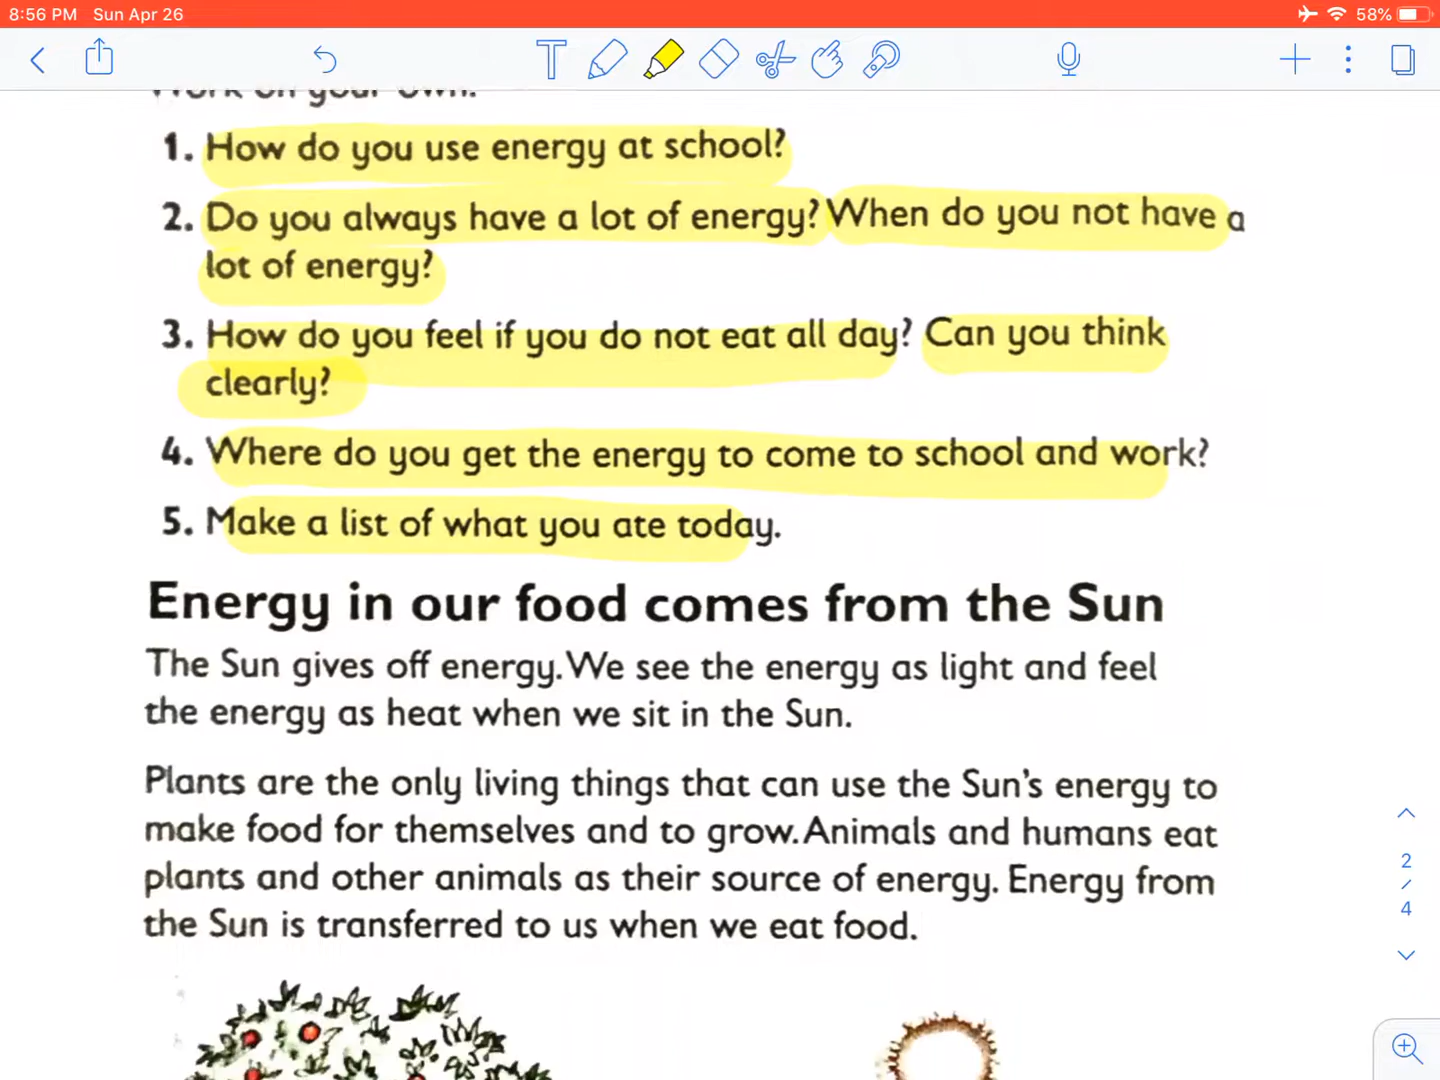 8:56 PM Sun Apr 26 58%
Work on your own.
1. How do you use energy at school?
2. Do you always have a lot of energy? When do you not have a
lot of energy?
3. How do you feel if you do not eat all day? Can you think
clearly?
4. Where do you get the energy to come to school and work?
5. Make a list of what you ate today.
Energy in our food comes from the Sun
The Sun gives off energy. We see the energy as light and feel
the energy as heat when we sit in the Sun.
Plants are the only living things that can use the Sun's energy to
make food for themselves and to grow. Animals and humans eat
plants and other animals as their source of energy. Energy from
the Sun is transferred to us when we eat food.
2
/
4